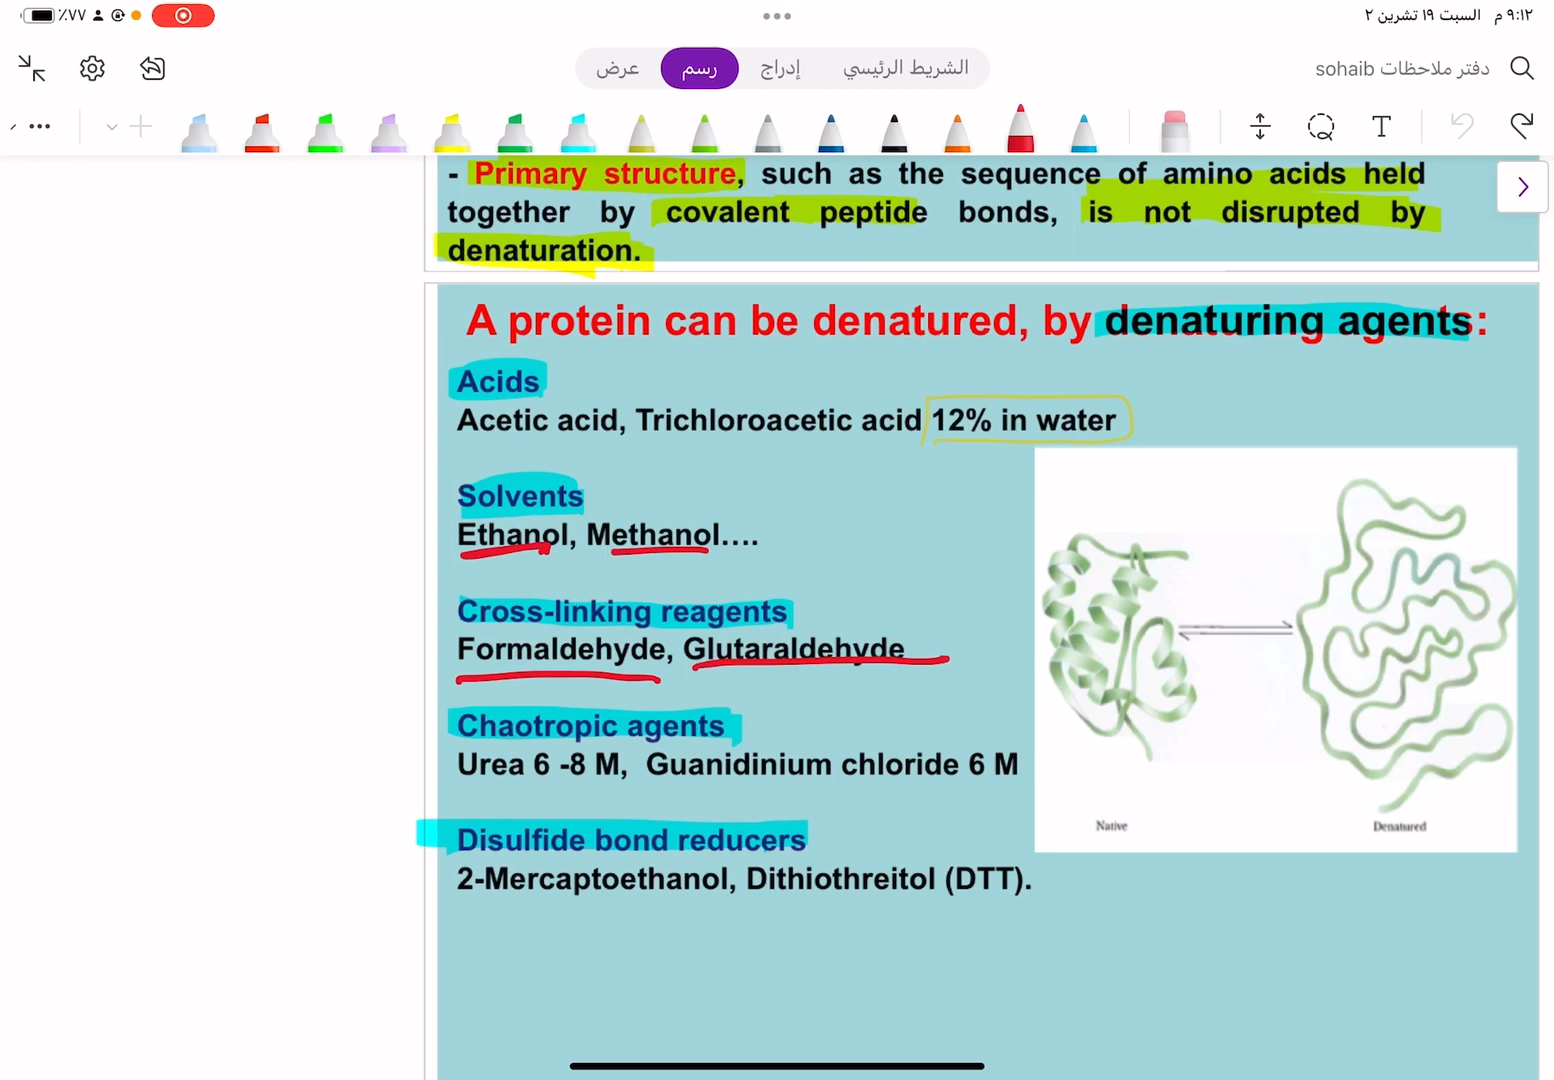 ٪٧٧
السبت ١٩ تشرين ٢ ٩:١٢ م
الشريط الرئيسي إدراج رسم عرض
دفتر ملاحظات sohaib
T
- Primary structure, such as the sequence of amino acids held
together by covalent peptide bonds, is not disrupted by
denaturation.
A protein can be denatured, by denaturing agents:
Acids
Acetic acid, Trichloroacetic acid 12% in water
Solvents
Ethanol, Methanol....
Cross-linking reagents
Formaldehyde, Glutaraldehyde
Chaotropic agents
Urea 6 -8 M, Guanidinium chloride 6 M
Disulfide bond reducers
2-Mercaptoethanol, Dithiothreitol (DTT).
Native
Denatured